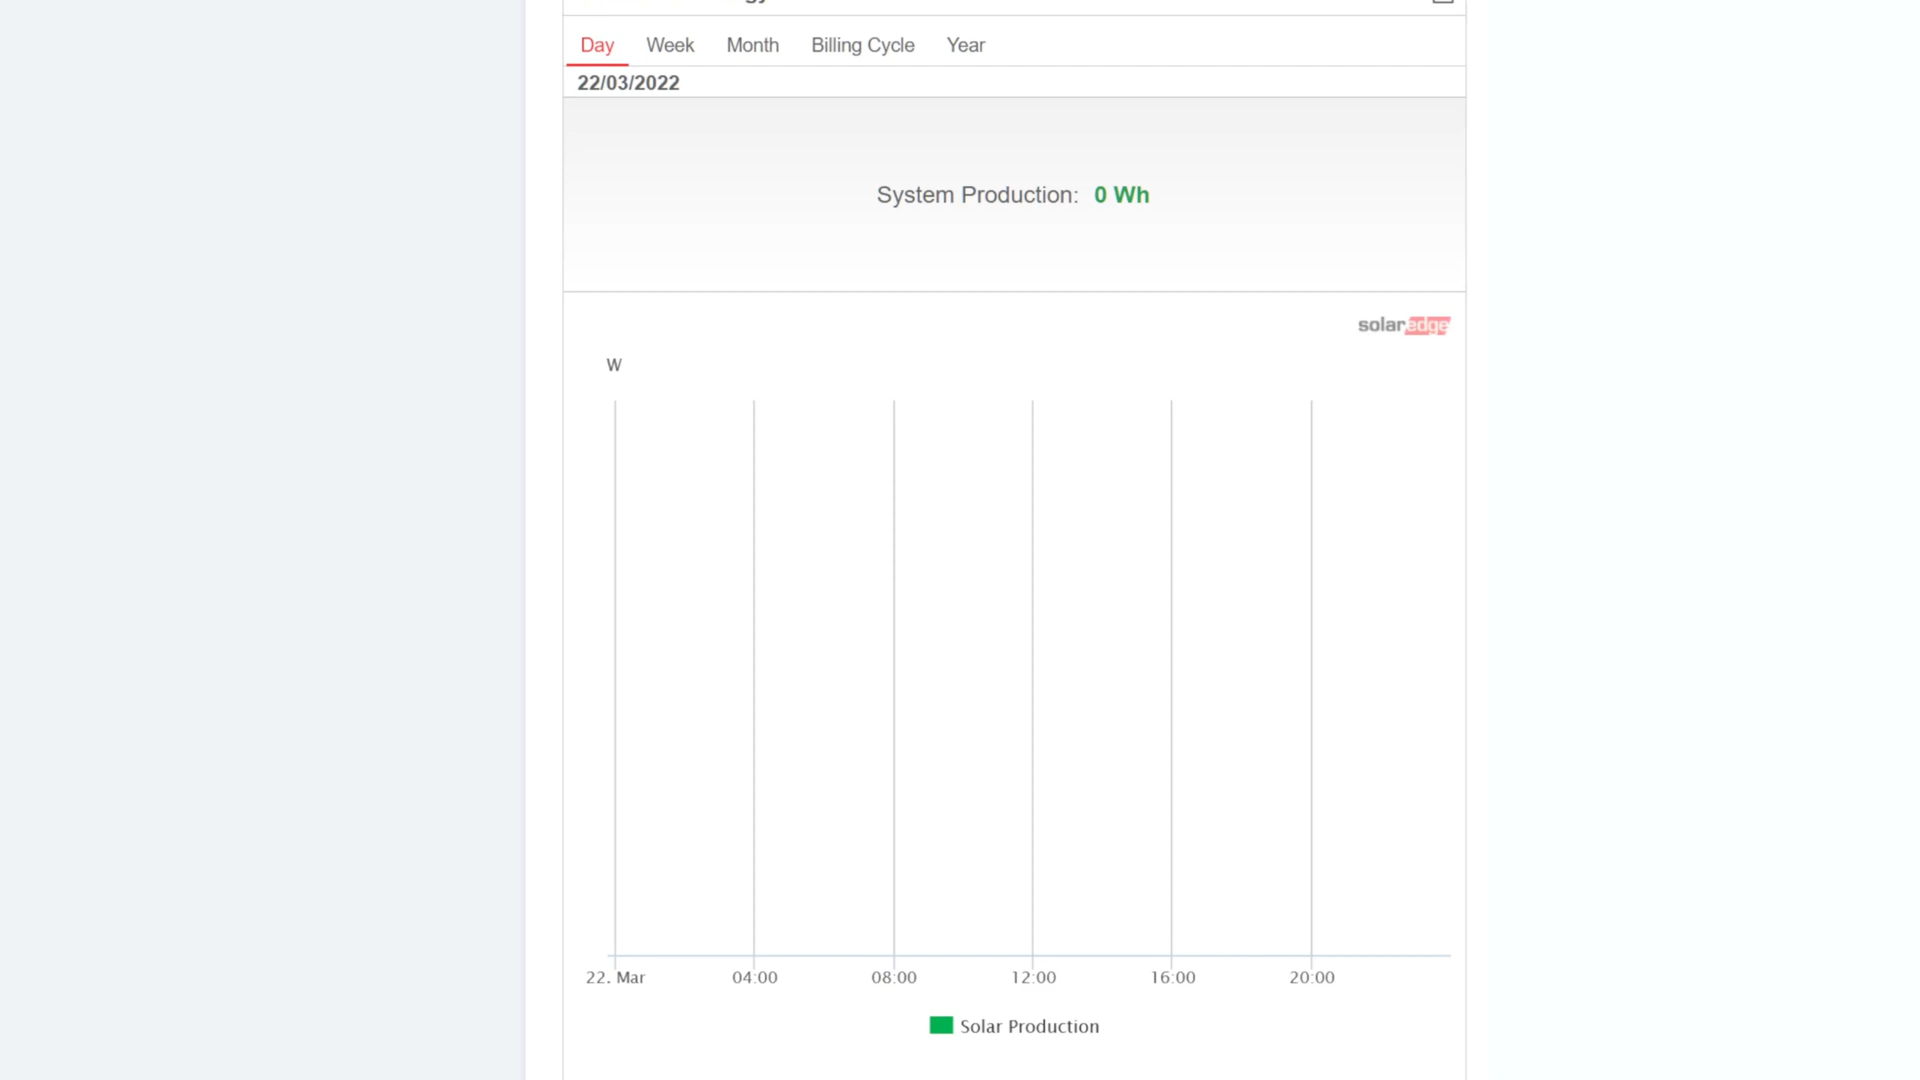 Day Week Month Billing Cycle Year
22/03/2022
System Production: 0 Wh
solaredge
W
22. Mar 04:00 08:00 12:00 16:00 20:00
Solar Production